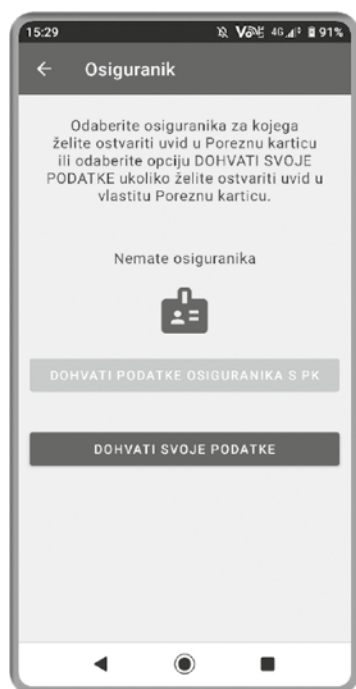 15:29 4G 91%
Osiguranik
Odaberite osiguranika za kojega
želite ostvariti uvid u Poreznu karticu
ili odaberite opciju DOHVATI SVOJE
PODATKE ukoliko želite ostvariti uvid u
vlastitu Poreznu karticu.
Nemate osiguranika
DOHVATI PODATKE OSIGURANIKA S PK
DOHVATI SVOJE PODATKE